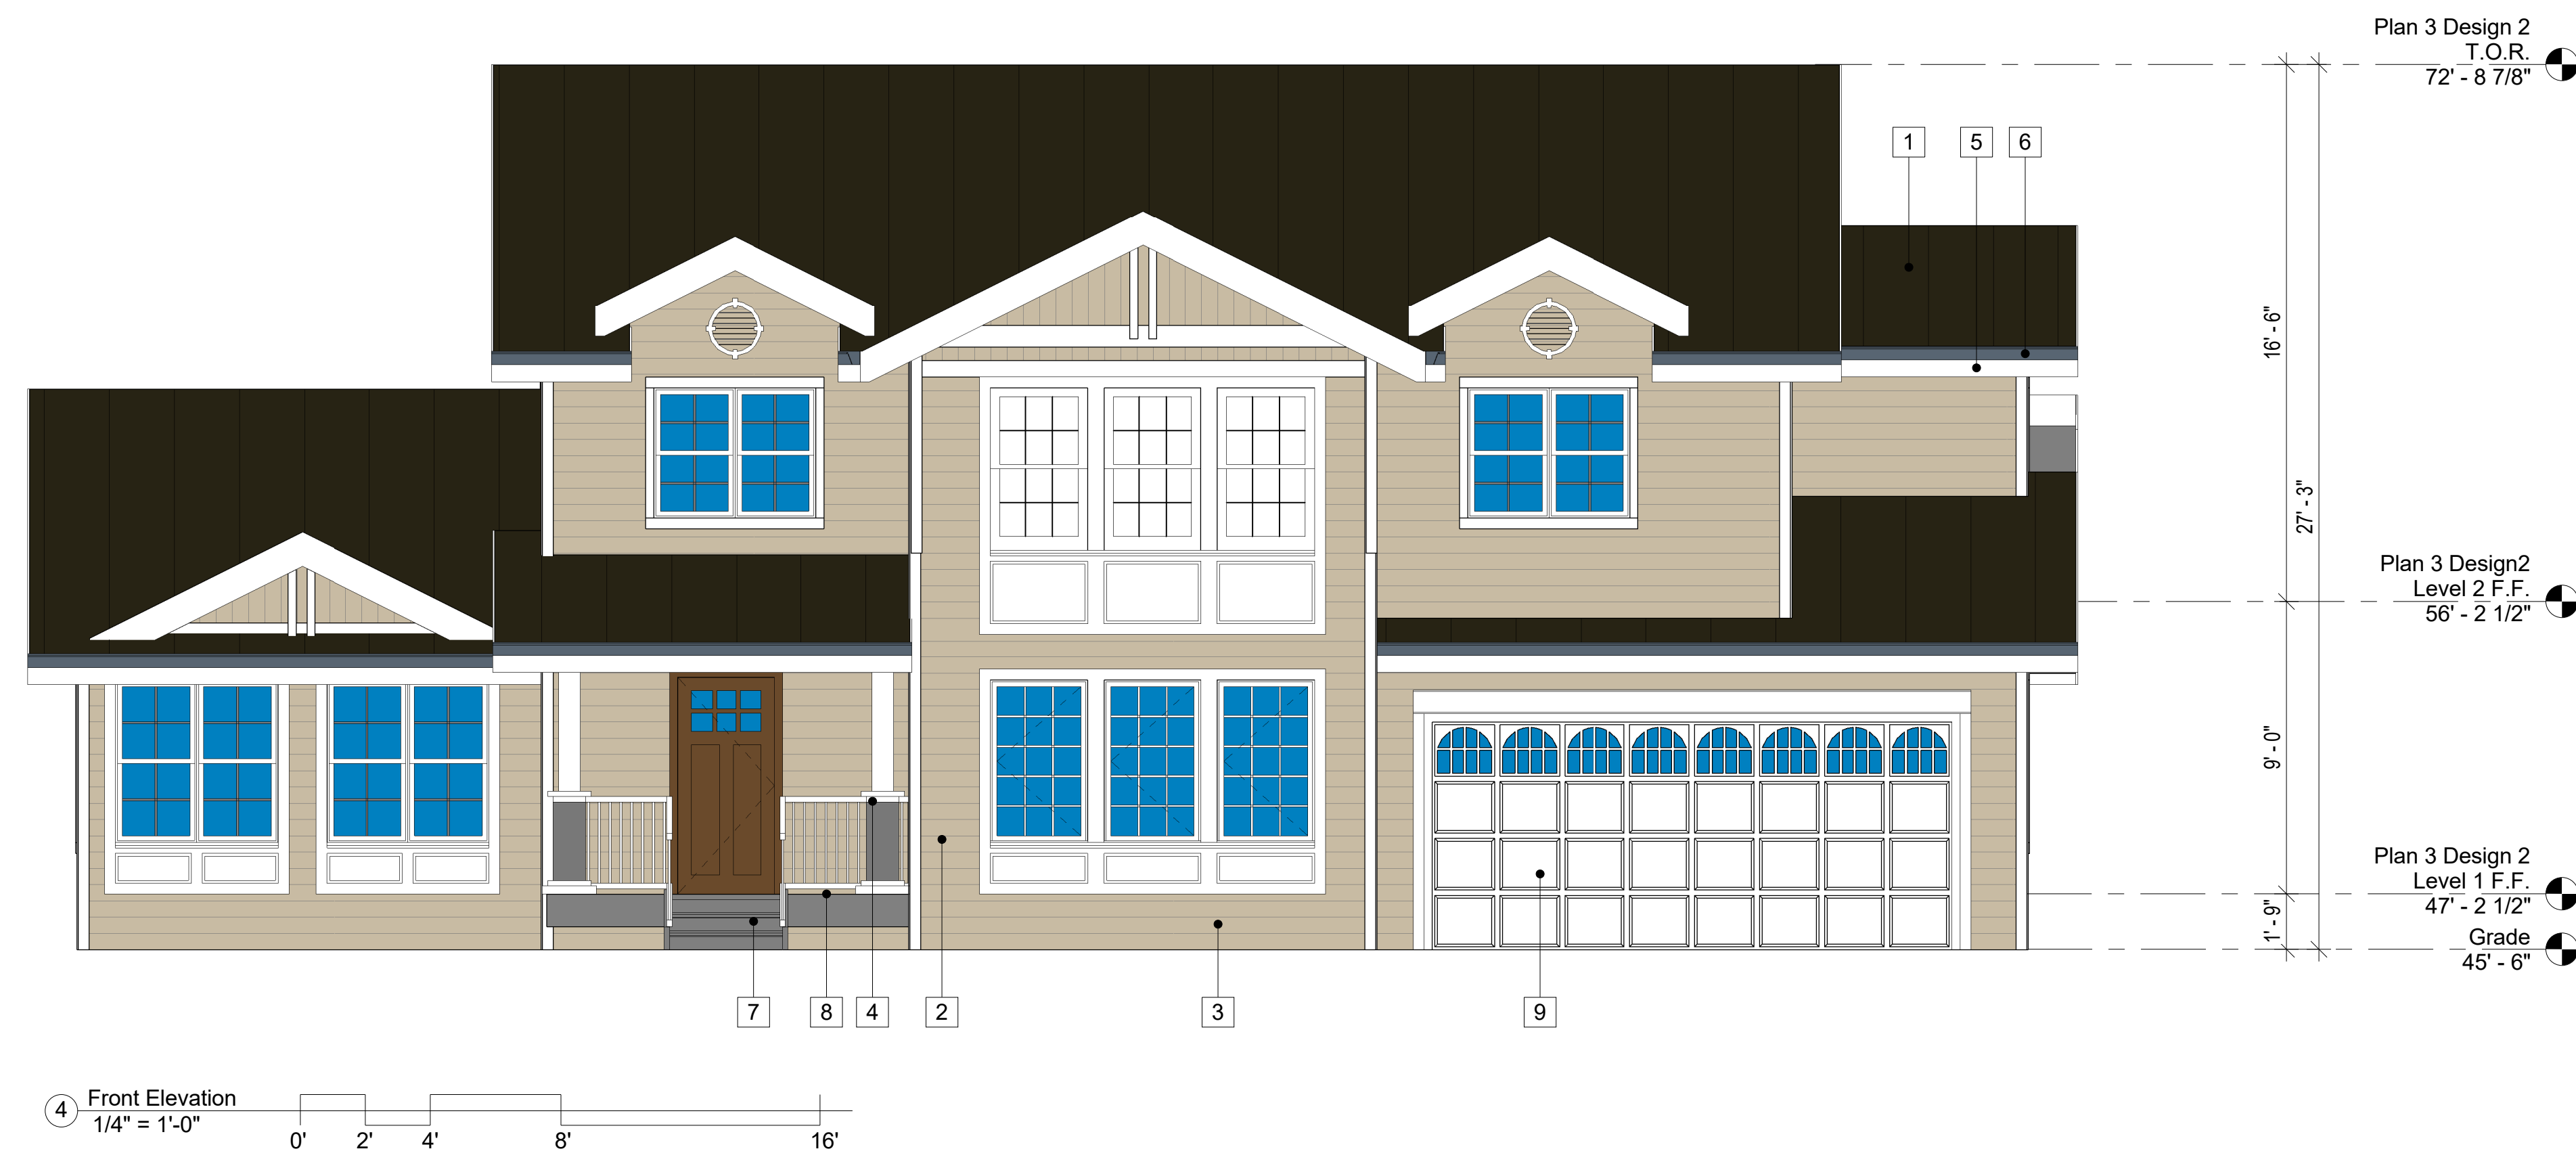 Plan 3 Design 2
T.O.R.
72' - 8 7/8"
1
5
6
16' - 6"
27' - 3"
Plan 3 Design2
Level 2 F.F.
56' - 2 1/2"
9' - 0"
Plan 3 Design 2
Level 1 F.F.
47' - 2 1/2"
1' - 9"
Grade
45' - 6"
7
8
4
2
3
9
4
Front Elevation
1/4" = 1'-0"
0'
2'
4'
8'
16'